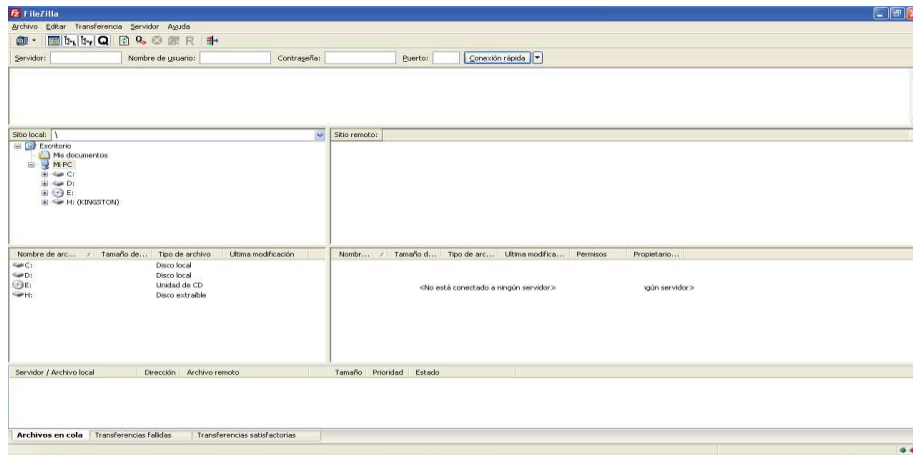 FileZilla
Archivo Editar Transferencia Servidor Ayuda
Servidor: Nombre de usuario: Contraseña: Puerto: Conexión rápida
Sitio local: \
Sitio remoto:
Escritorio
Mis documentos
Mi PC
C:
D:
E:
H: (KINGSTON)
Nombre de arc... Tamaño de... Tipo de archivo Ultima modificación
C: Disco local
D: Disco local
E: Unidad de CD
H: Disco extraíble
Nombr... Tamaño d... Tipo de arc... Ultima modifica... Permisos Propietario...
<No está conectado a ningún servidor> ngún servidor>
Servidor / Archivo local Dirección Archivo remoto Tamaño Prioridad Estado
Archivos en cola Transferencias fallidas Transferencias satisfactorias